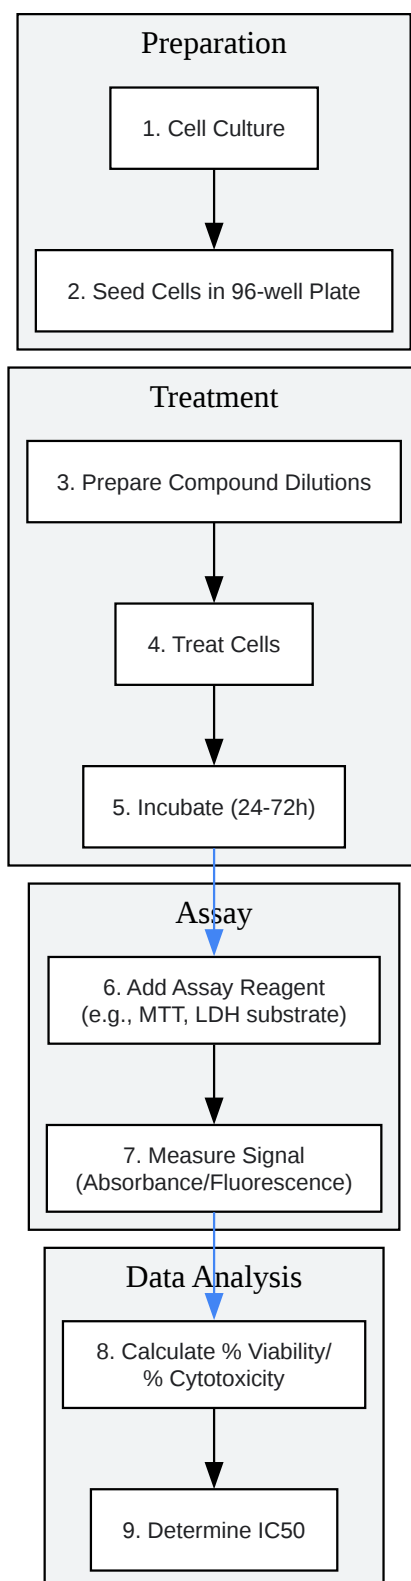 Preparation
1. Cell Culture
2. Seed Cells in 96-well Plate
Treatment
3. Prepare Compound Dilutions
4. Treat Cells
5. Incubate (24-72h)
Assay
6. Add Assay Reagent
(e.g., MTT, LDH substrate)
7. Measure Signal
(Absorbance/Fluorescence)
Data Analysis
8. Calculate % Viability/
% Cytotoxicity
9. Determine IC50